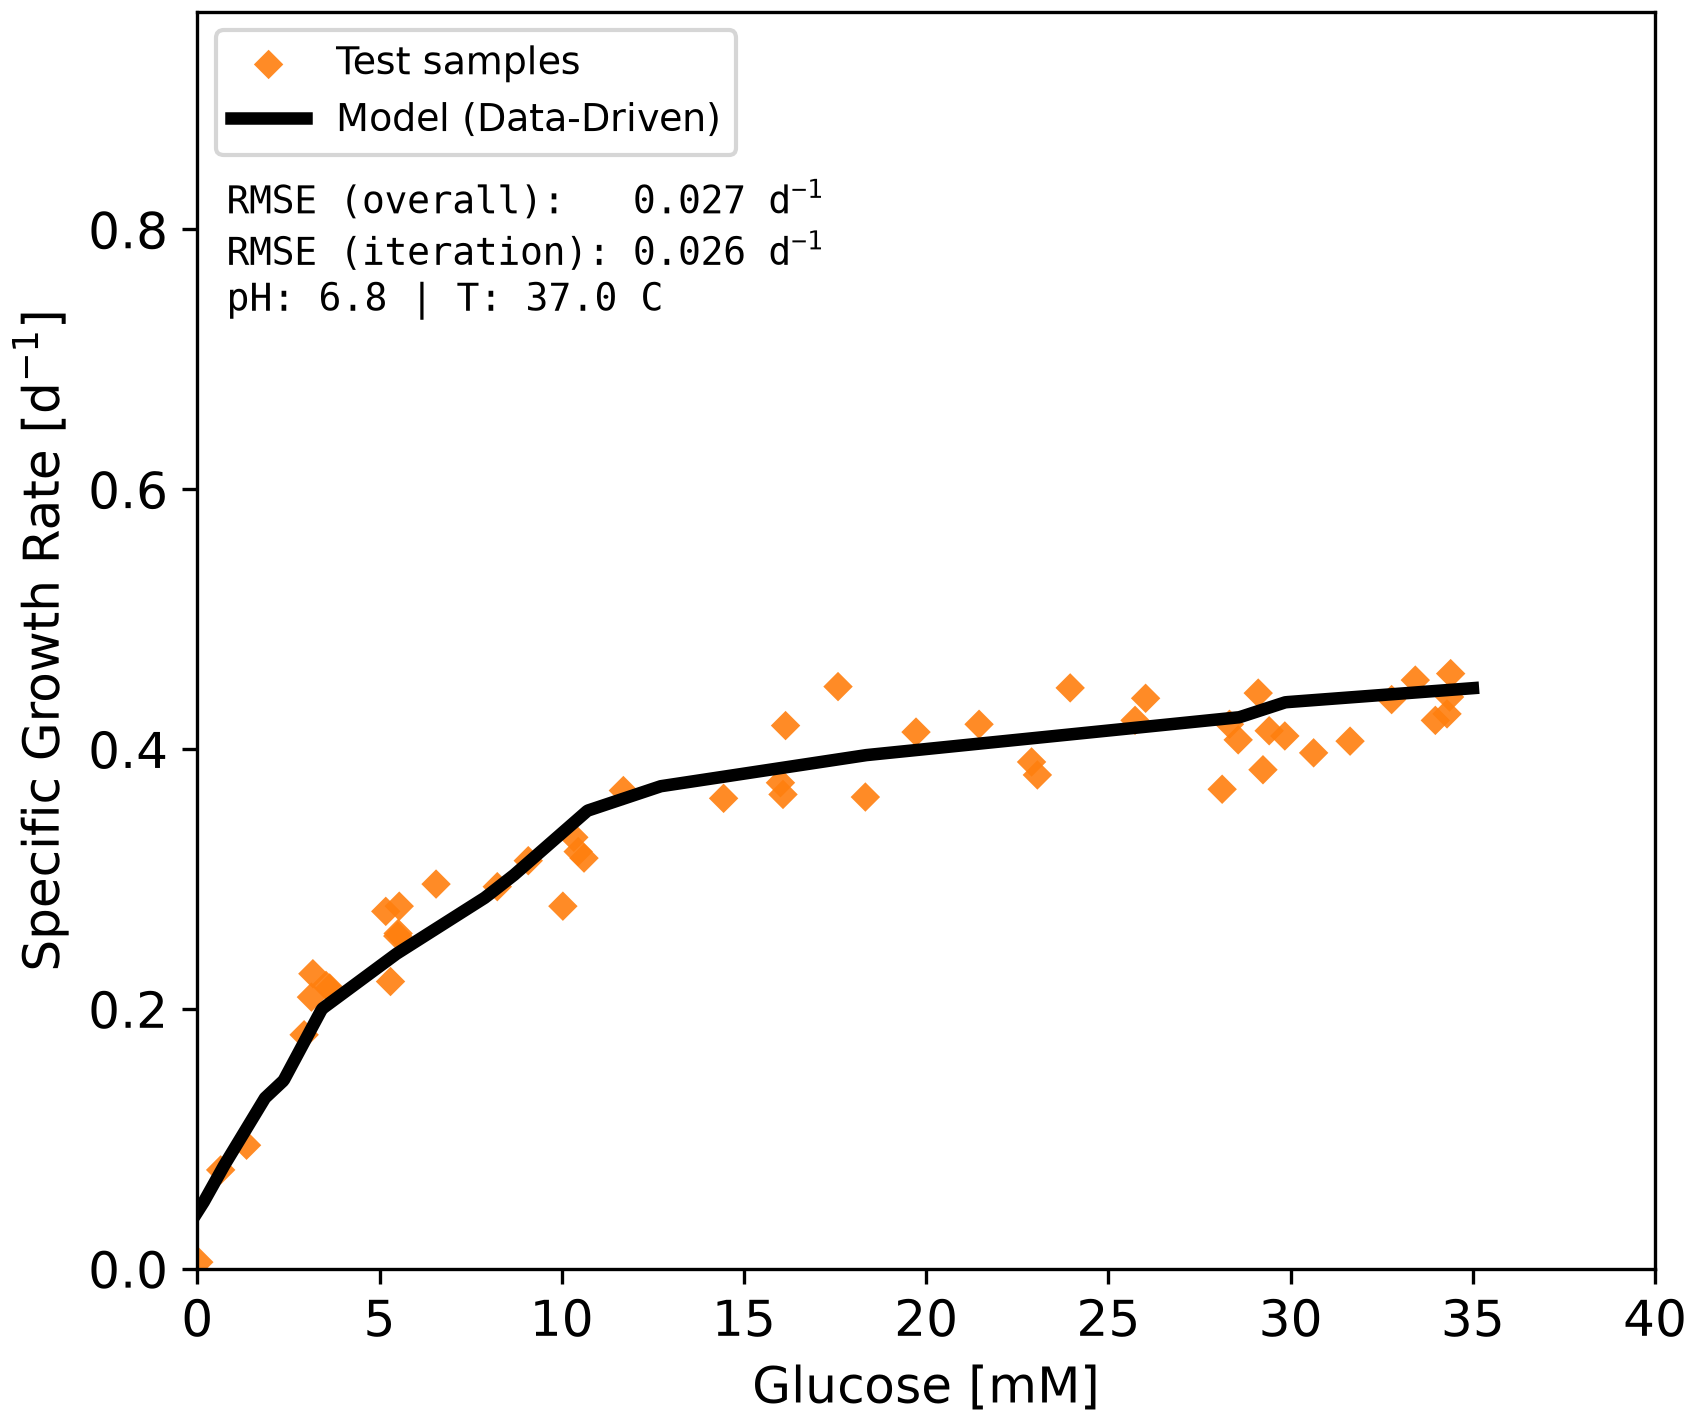 Test samples
Model (Data-Driven)
RMSE (overall):   0.027 d⁻¹
RMSE (iteration): 0.026 d⁻¹
pH: 6.8 | T: 37.0 C
Specific Growth Rate [d⁻¹]
0.8
0.6
0.4
0.2
0.0
0 5 10 15 20 25 30 35 40
Glucose [mM]